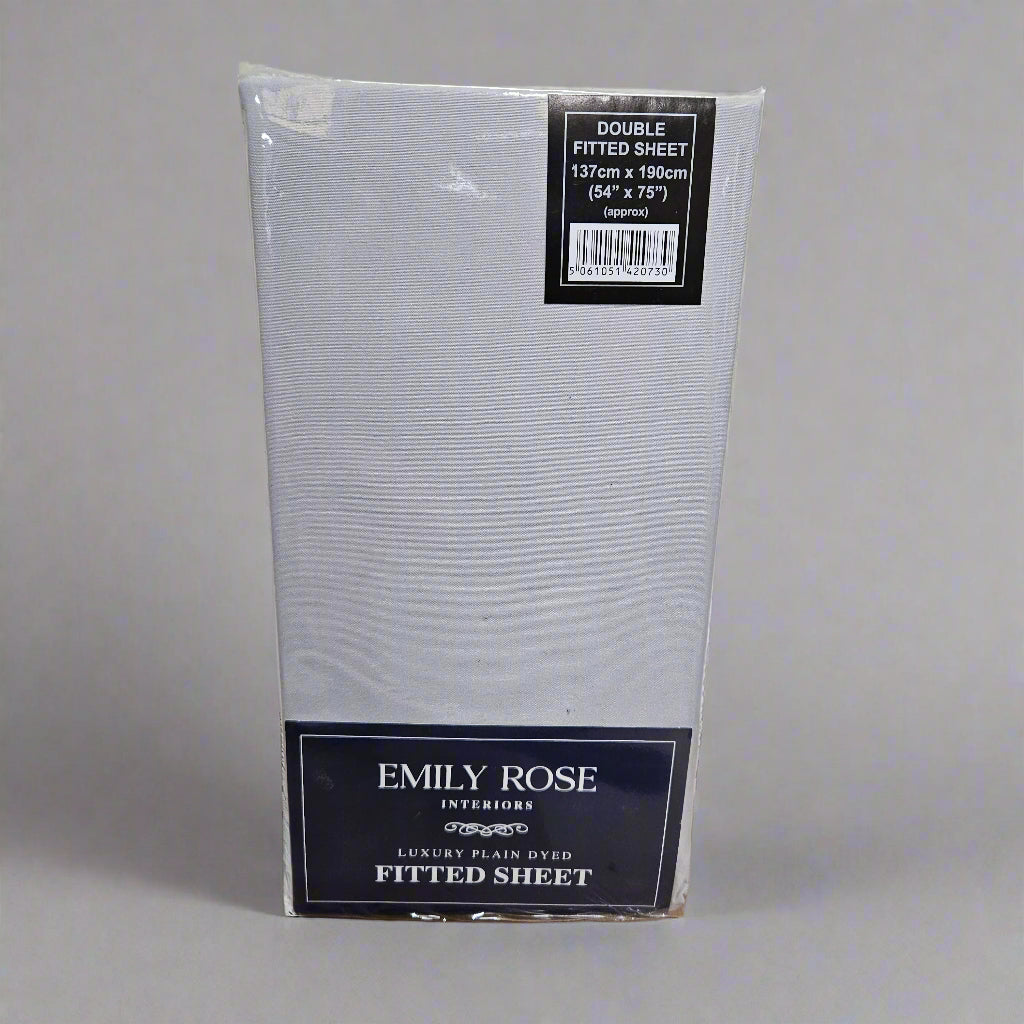 DOUBLE
FITTED SHEET
137cm x 190cm
(54" x 75")
(approx)
5 061051 420730
EMILY ROSE
INTERIORS
LUXURY PLAIN DYED
FITTED SHEET